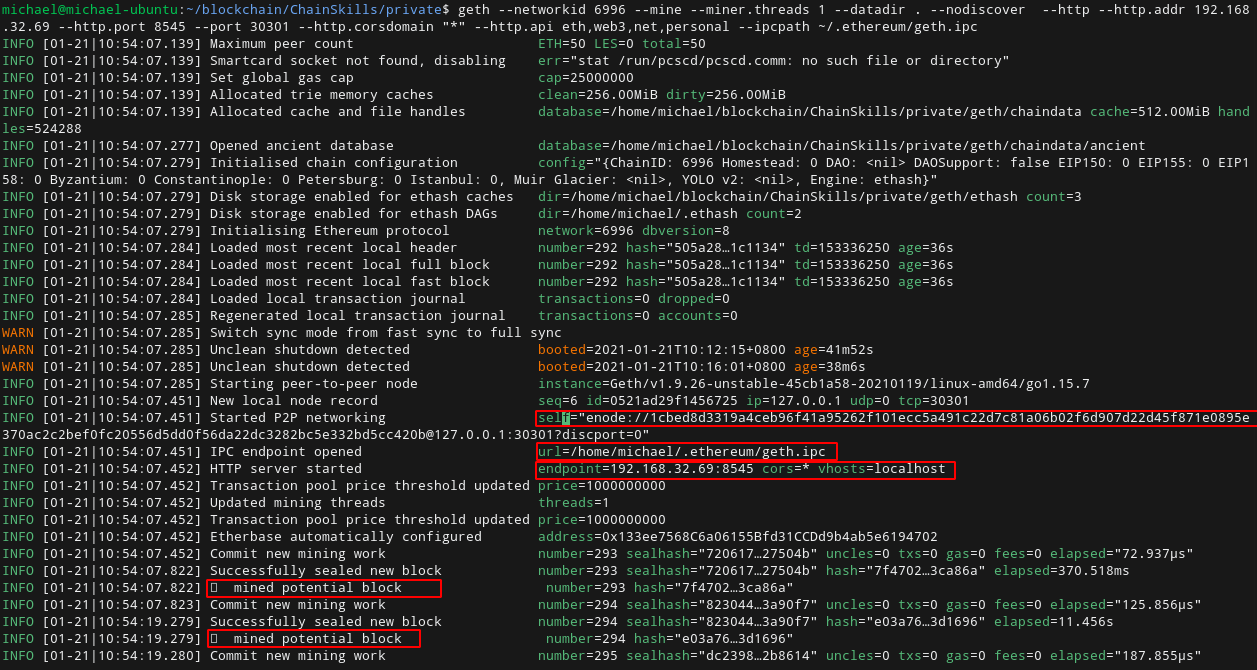 michael@michael-ubuntu:~/blockchain/ChainSkills/private$ geth --networkid 6996 --mine --miner.threads 1 --datadir . --nodiscover  --http --http.addr 192.168
.32.69 --http.port 8545 --port 30301 --http.corsdomain "*" --http.api eth,web3,net,personal --ipcpath ~/.ethereum/geth.ipc
INFO [01-21|10:54:07.139] Maximum peer count                       ETH=50 LES=0 total=50
INFO [01-21|10:54:07.139] Smartcard socket not found, disabling    err="stat /run/pcscd/pcscd.comm: no such file or directory"
INFO [01-21|10:54:07.139] Set global gas cap                       cap=25000000
INFO [01-21|10:54:07.139] Allocated trie memory caches             clean=256.00MiB dirty=256.00MiB
INFO [01-21|10:54:07.139] Allocated cache and file handles         database=/home/michael/blockchain/ChainSkills/private/geth/chaindata cache=512.00MiB hand
les=524288
INFO [01-21|10:54:07.277] Opened ancient database                  database=/home/michael/blockchain/ChainSkills/private/geth/chaindata/ancient
INFO [01-21|10:54:07.279] Initialised chain configuration          config="{ChainID: 6996 Homestead: 0 DAO: <nil> DAOSupport: false EIP150: 0 EIP155: 0 EIP1
58: 0 Byzantium: 0 Constantinople: 0 Petersburg: 0 Istanbul: 0, Muir Glacier: <nil>, YOLO v2: <nil>, Engine: ethash}"
INFO [01-21|10:54:07.279] Disk storage enabled for ethash caches   dir=/home/michael/blockchain/ChainSkills/private/geth/ethash count=3
INFO [01-21|10:54:07.279] Disk storage enabled for ethash DAGs     dir=/home/michael/.ethash count=2
INFO [01-21|10:54:07.279] Initialising Ethereum protocol           network=6996 dbversion=8
INFO [01-21|10:54:07.284] Loaded most recent local header          number=292 hash="505a28…1c1134" td=153336250 age=36s
INFO [01-21|10:54:07.284] Loaded most recent local full block      number=292 hash="505a28…1c1134" td=153336250 age=36s
INFO [01-21|10:54:07.284] Loaded most recent local fast block      number=292 hash="505a28…1c1134" td=153336250 age=36s
INFO [01-21|10:54:07.284] Loaded local transaction journal         transactions=0 dropped=0
INFO [01-21|10:54:07.285] Regenerated local transaction journal    transactions=0 accounts=0
WARN [01-21|10:54:07.285] Switch sync mode from fast sync to full sync
WARN [01-21|10:54:07.285] Unclean shutdown detected                booted=2021-01-21T10:12:15+0800 age=41m52s
WARN [01-21|10:54:07.285] Unclean shutdown detected                booted=2021-01-21T10:16:01+0800 age=38m6s
INFO [01-21|10:54:07.285] Starting peer-to-peer node               instance=Geth/v1.9.26-unstable-45cb1a58-20210119/linux-amd64/go1.15.7
INFO [01-21|10:54:07.451] New local node record                    seq=6 id=0521ad29f1456725 ip=127.0.0.1 udp=0 tcp=30301
INFO [01-21|10:54:07.451] Started P2P networking                   self="enode://1cbed8d3319a4ceb96f41a95262f101ecc5a491c22d7c81a06b02f6d907d22d45f871e0895e
370ac2c2bef0fc20556d5dd0f56da22dc3282bc5e332bd5cc420b@127.0.0.1:30301?discport=0"
INFO [01-21|10:54:07.451] IPC endpoint opened                      url=/home/michael/.ethereum/geth.ipc
INFO [01-21|10:54:07.452] HTTP server started                      endpoint=192.168.32.69:8545 cors=* vhosts=localhost
INFO [01-21|10:54:07.452] Transaction pool price threshold updated price=1000000000
INFO [01-21|10:54:07.452] Updated mining threads                   threads=1
INFO [01-21|10:54:07.452] Transaction pool price threshold updated price=1000000000
INFO [01-21|10:54:07.452] Etherbase automatically configured       address=0x133ee7568C6a06155Bfd31CCDd9b4ab5e6194702
INFO [01-21|10:54:07.452] Commit new mining work                   number=293 sealhash="720617…27504b" uncles=0 txs=0 gas=0 fees=0 elapsed="72.937µs"
INFO [01-21|10:54:07.822] Successfully sealed new block            number=293 sealhash="720617…27504b" hash="7f4702…3ca86a" elapsed=370.518ms
INFO [01-21|10:54:07.822]    mined potential block                  number=293 hash="7f4702…3ca86a"
INFO [01-21|10:54:07.823] Commit new mining work                   number=294 sealhash="823044…3a90f7" uncles=0 txs=0 gas=0 fees=0 elapsed="125.856µs"
INFO [01-21|10:54:19.279] Successfully sealed new block            number=294 sealhash="823044…3a90f7" hash="e03a76…3d1696" elapsed=11.456s
INFO [01-21|10:54:19.279]    mined potential block                  number=294 hash="e03a76…3d1696"
INFO [01-21|10:54:19.280] Commit new mining work                   number=295 sealhash="dc2398…2b8614" uncles=0 txs=0 gas=0 fees=0 elapsed="187.855µs"